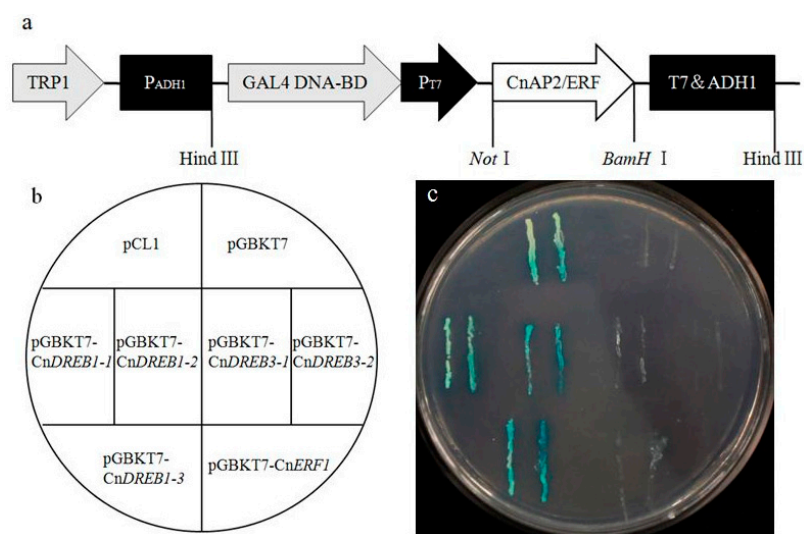 a
TRP1 PADH1 GAL4 DNA-BD PT7 CnAP2/ERF T7&ADH1
Hind III Not I BamH I Hind III
b
pCL1 pGBKT7
pGBKT7-
CnDREB1-1
pGBKT7-
CnDREB1-2
pGBKT7-
CnDREB3-1
pGBKT7-
CnDREB3-2
pGBKT7-
CnDREB1-3
pGBKT7-CnERF1
c